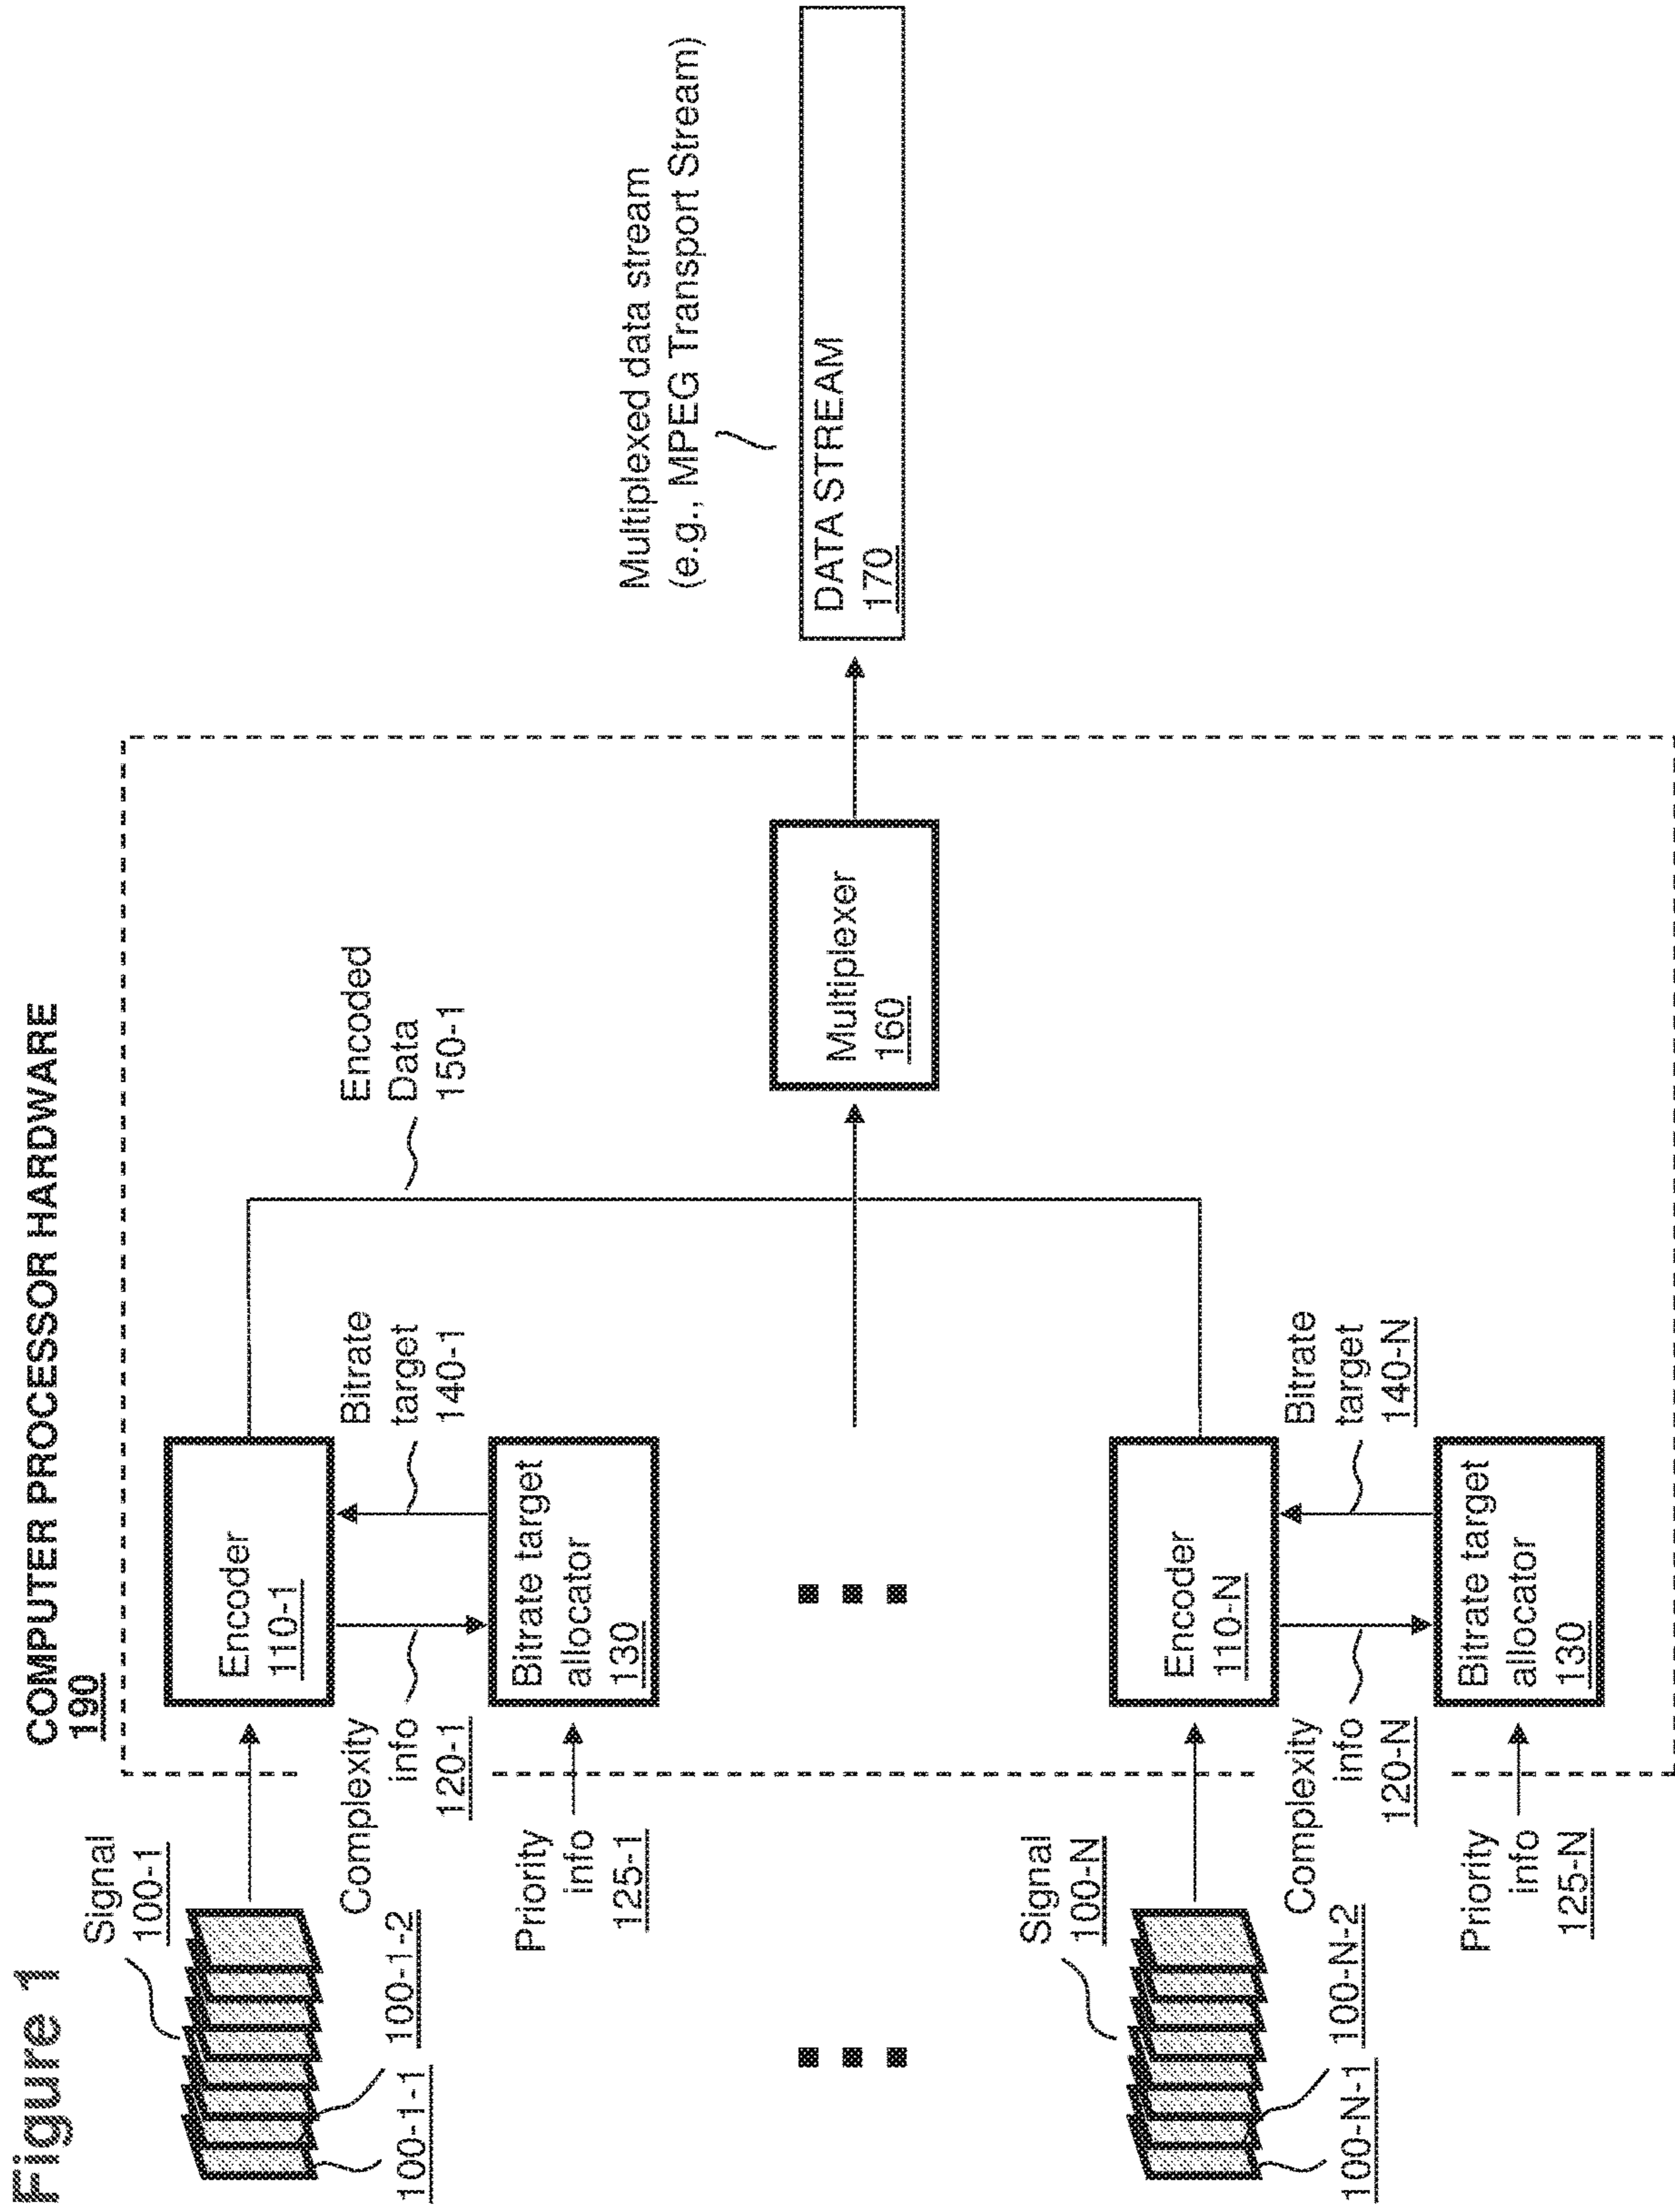 Figure 1
COMPUTER PROCESSOR HARDWARE
190
Signal
100-1
100-1-1
100-1-2
Encoder
110-1
Complexity
info
120-1
Bitrate
target
140-1
Encoded
Data
150-1
Priority
info
125-1
Bitrate target
allocator
130
Multiplexer
160
Multiplexed data stream
(e.g., MPEG Transport Stream)
DATA STREAM
170
Signal
100-N
100-N-1
100-N-2
Encoder
110-N
Complexity
info
120-N
Bitrate
target
140-N
Priority
info
125-N
Bitrate target
allocator
130